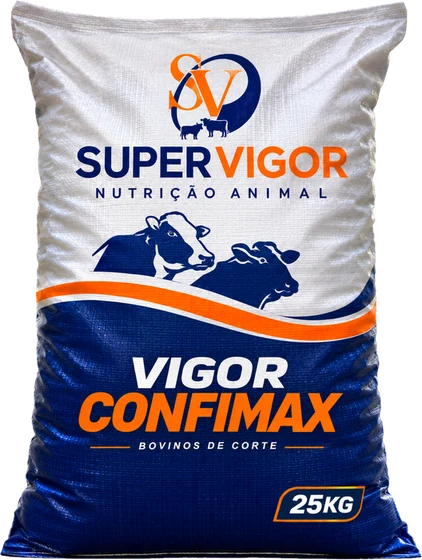 SV
SUPER VIGOR
NUTRIÇÃO ANIMAL
VIGOR
CONFIMAX
BOVINOS DE CORTE
25KG